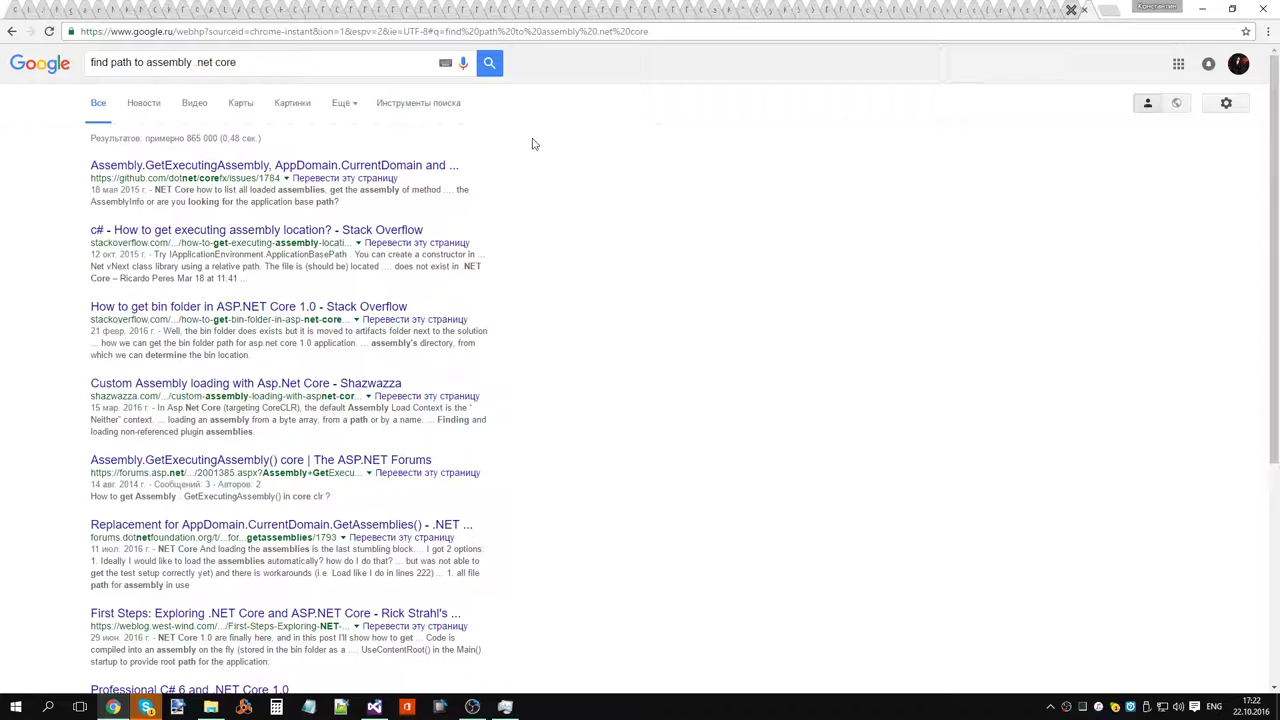 Константин
https://www.google.ru/webhp?sourceid=chrome-instant&ion=1&espv=2&ie=UTF-8#q=find%20path%20to%20assembly%20.net%20core
Google
find path to assembly .net core
Все Новости Видео Карты Картинки Ещё Инструменты поиска
Результатов: примерно 865 000 (0,48 сек.)
Assembly.GetExecutingAssembly, AppDomain.CurrentDomain and ...
https://github.com/dotnet/corefx/issues/1784 Перевести эту страницу
18 мая 2015 г. - NET Core how to list all loaded assemblies, get the assembly of method .... the
AssemblyInfo or are you looking for the application base path?
c# - How to get executing assembly location? - Stack Overflow
stackoverflow.com/.../how-to-get-executing-assembly-locati... Перевести эту страницу
12 окт. 2015 г. - Try IApplicationEnvironment.ApplicationBasePath . You can create a constructor in ...
Net vNext class library using a relative path. The file is (should be) located .... does not exist in .NET
Core – Ricardo Peres Mar 18 at 11:41 ...
How to get bin folder in ASP.NET Core 1.0 - Stack Overflow
stackoverflow.com/.../how-to-get-bin-folder-in-asp-net-core... Перевести эту страницу
21 февр. 2016 г. - Well, the bin folder does exists but it is moved to artifacts folder next to the solution
... how we can get the bin folder path for asp.net core 1.0 application. ... assembly's directory, from
which we can determine the bin location.
Custom Assembly loading with Asp.Net Core - Shazwazza
shazwazza.com/.../custom-assembly-loading-with-aspnet-cor... Перевести эту страницу
15 мар. 2016 г. - In Asp.Net Core (targeting CoreCLR), the default Assembly Load Context is the “
Neither” context. ... loading an assembly from a byte array, from a path or by a name. ... Finding and
loading non-referenced plugin assemblies.
Assembly.GetExecutingAssembly() core | The ASP.NET Forums
https://forums.asp.net/.../2001385.aspx?Assembly+GetExecu... Перевести эту страницу
14 авг. 2014 г. - Сообщений: 3 - Авторов: 2
How to get Assembly . GetExecutingAssembly() in core clr ?
Replacement for AppDomain.CurrentDomain.GetAssemblies() - .NET ...
forums.dotnetfoundation.org/t/...for...getassemblies/1793 Перевести эту страницу
11 июл. 2016 г. - NET Core And loading the assemblies is the last stumbling block.... I got 2 options:
1. Ideally I would like to load the assemblies automatically? how do I do that? ... but was not able to
get the test setup correctly yet) and there is workarounds (i.e. Load like I do in lines 222) ... 1. all file
path for assembly in use
First Steps: Exploring .NET Core and ASP.NET Core - Rick Strahl's ...
https://weblog.west-wind.com/.../First-Steps-Exploring-NET-... Перевести эту страницу
29 июн. 2016 г. - NET Core 1.0 are finally here, and in this post I'll show how to get ... Code is
compiled into an assembly on the fly (stored in the bin folder as a .... UseContentRoot() in the Main()
startup to provide root path for the application:
Professional C# 6 and .NET Core 1.0
ENG
17:22
22.10.2016